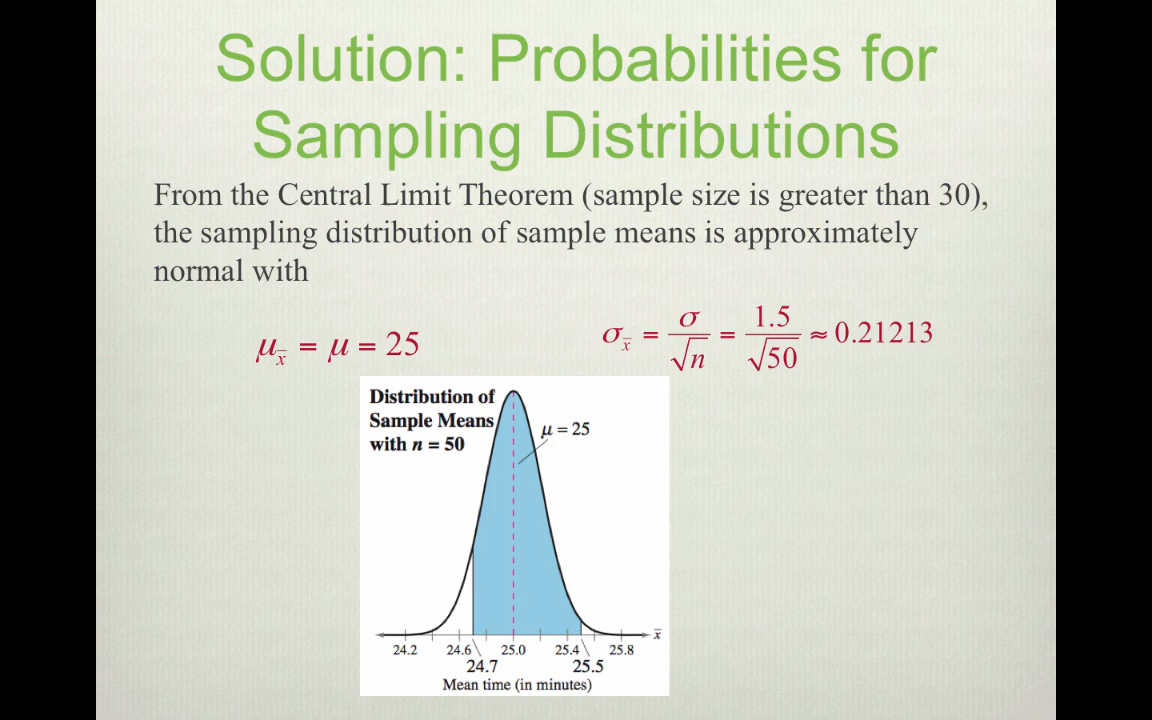 Solution: Probabilities for
Sampling Distributions
From the Central Limit Theorem (sample size is greater than 30),
the sampling distribution of sample means is approximately
normal with
μ_x̄ = μ = 25
σ_x̄ = σ/√n = 1.5/√50 ≈ 0.21213
Distribution of
Sample Means
with n = 50
μ = 25
x̄
24.2 24.6 25.0 25.4 25.8
24.7 25.5
Mean time (in minutes)